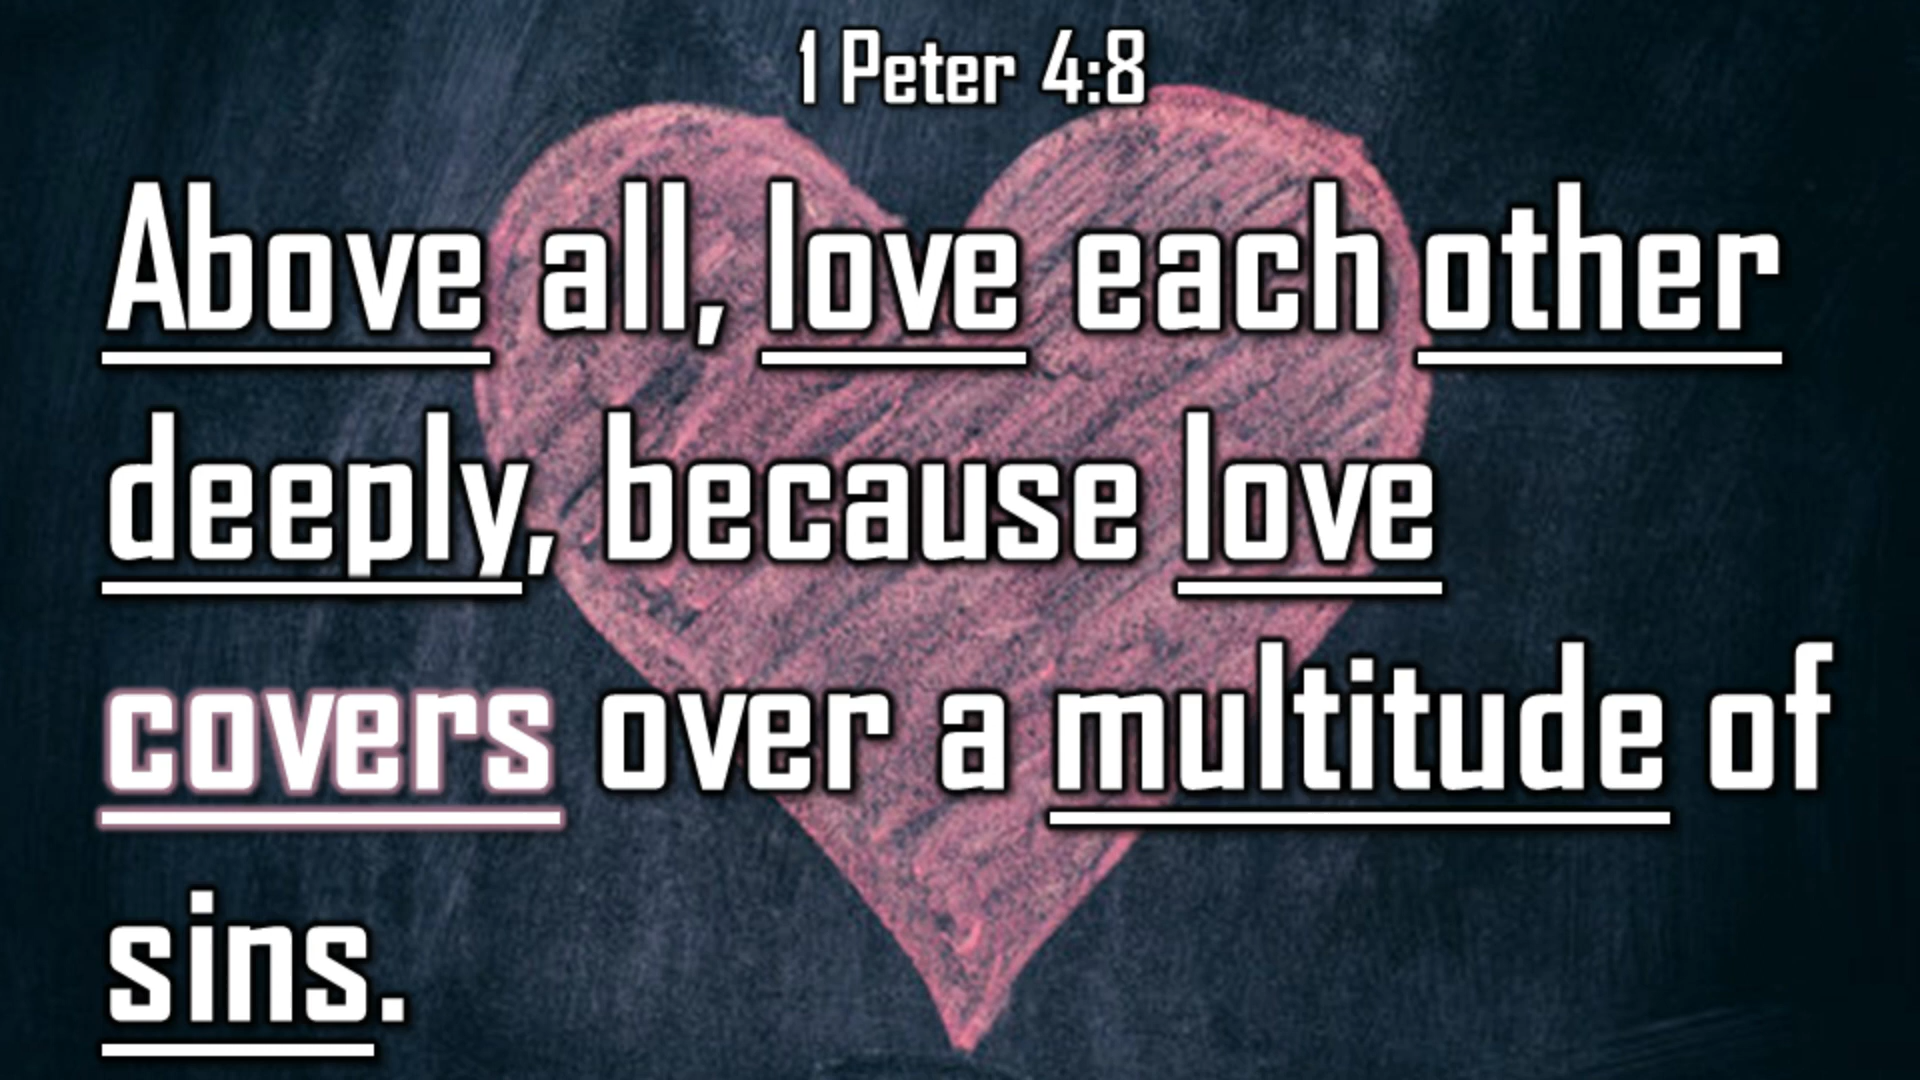 1 Peter 4:8
Above all, love each other
deeply, because love
covers over a multitude of
sins.